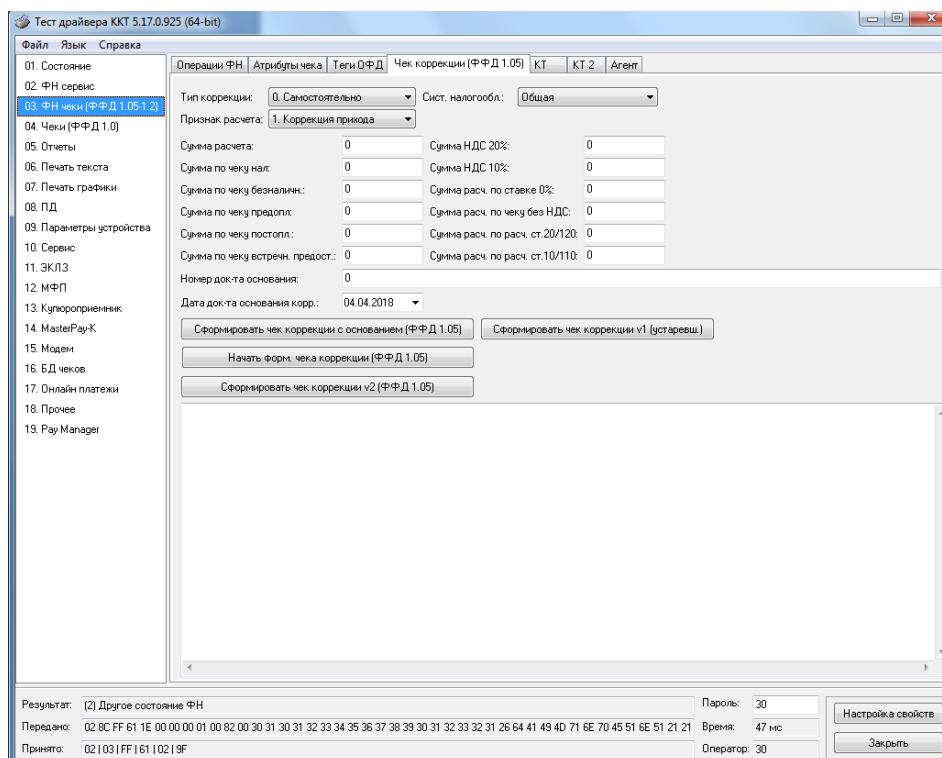 Тест драйвера ККТ 5.17.0.925 (64-bit)
Файл Язык Справка
01. Состояние
02. ФН сервис
03. ФН чеки (ФФД 1.05-1.2)
04. Чеки (ФФД 1.0)
05. Отчеты
06. Печать текста
07. Печать графики
08. ПД
09. Параметры устройства
10. Сервис
11. ЭКЛЗ
12. МФП
13. Купюроприемник
14. MasterPay-K
15. Модем
16. БД чеков
17. Онлайн платежи
18. Прочее
19. Pay Manager
Операции ФН Атрибуты чека Теги ОФД Чек коррекции (ФФД 1.05) КТ КТ 2 Агент
Тип коррекции: 0. Самостоятельно Сист. налогообл.: Общая
Признак расчета: 1. Коррекция прихода
Сумма расчета: 0 Сумма НДС 20%: 0
Сумма по чеку нал: 0 Сумма НДС 10%: 0
Сумма по чеку безналичн.: 0 Сумма расч. по ставке 0%: 0
Сумма по чеку предопл: 0 Сумма расч. по чеку без НДС: 0
Сумма по чеку постопл.: 0 Сумма расч. по расч. ст.20/120: 0
Сумма по чеку встречн. предост.: 0 Сумма расч. по расч. ст.10/110: 0
Номер док-та основания: 0
Дата док-та основания корр.: 04.04.2018
Сформировать чек коррекции с основанием (ФФД 1.05) Сформировать чек коррекции v1 (устаревш.)
Начать форм. чека коррекции (ФФД 1.05)
Сформировать чек коррекции v2 (ФФД 1.05)
Результат: (2) Другое состояние ФН Пароль: 30
Настройка свойств
Передано: 02 8C FF 61 1E 00 00 00 01 00 82 00 30 31 30 31 32 33 34 35 36 37 38 39 30 31 32 33 32 31 26 64 41 49 4D 71 6E 70 45 51 6E 51 21 21 Время: 47 мс
Принято: 02 | 03 | FF | 61 | 02 | 9F Оператор: 30
Закрыть